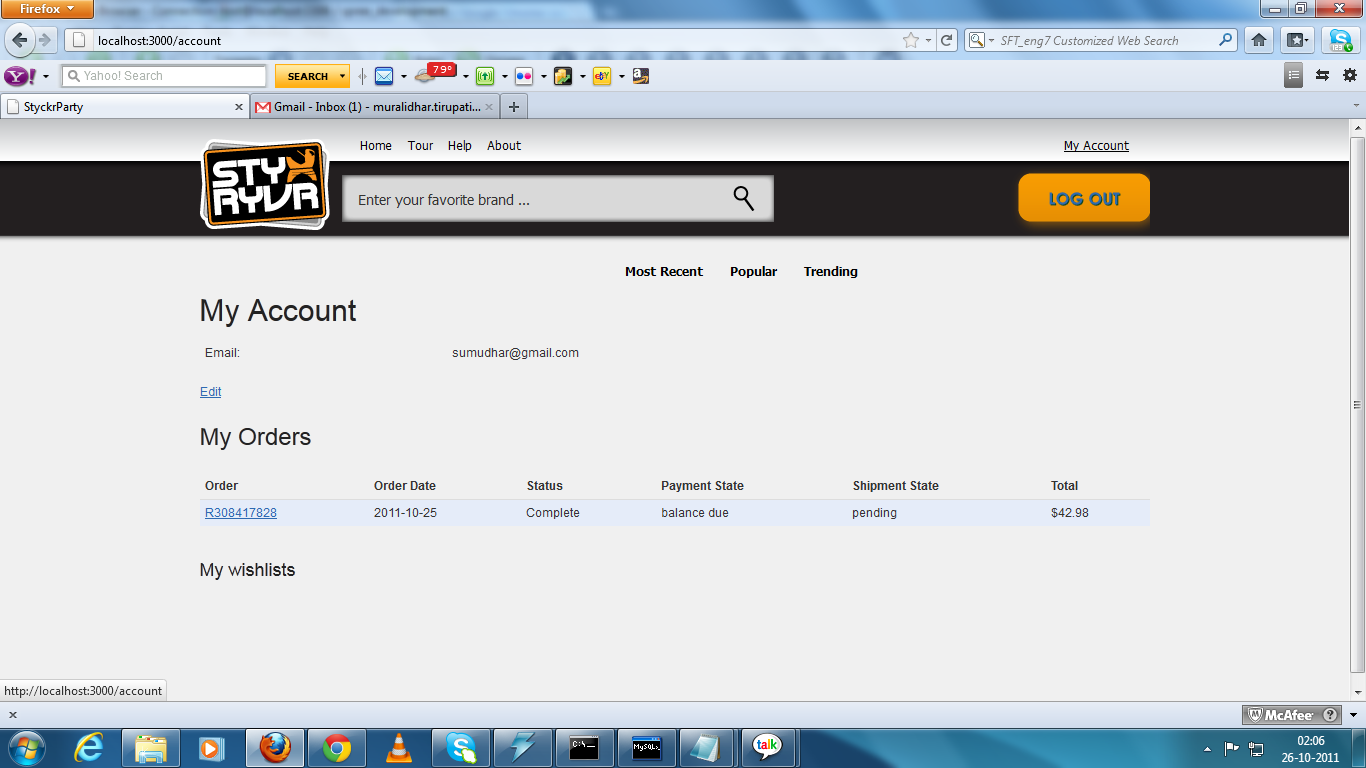 Firefox
localhost:3000/account
SFT_eng7 Customized Web Search
Y! Yahoo! Search SEARCH 79° ebY a
StyckrParty Gmail - Inbox (1) - muralidhar.tirupati...
Home Tour Help About My Account
STYX
RYVR
Enter your favorite brand ...
LOG OUT
Most Recent Popular Trending
My Account
Email: sumudhar@gmail.com
Edit
My Orders
Order Order Date Status Payment State Shipment State Total
R308417828 2011-10-25 Complete balance due pending $42.98
My wishlists
http://localhost:3000/account
McAfee
C:\
MySQL
talk
02:06
26-10-2011